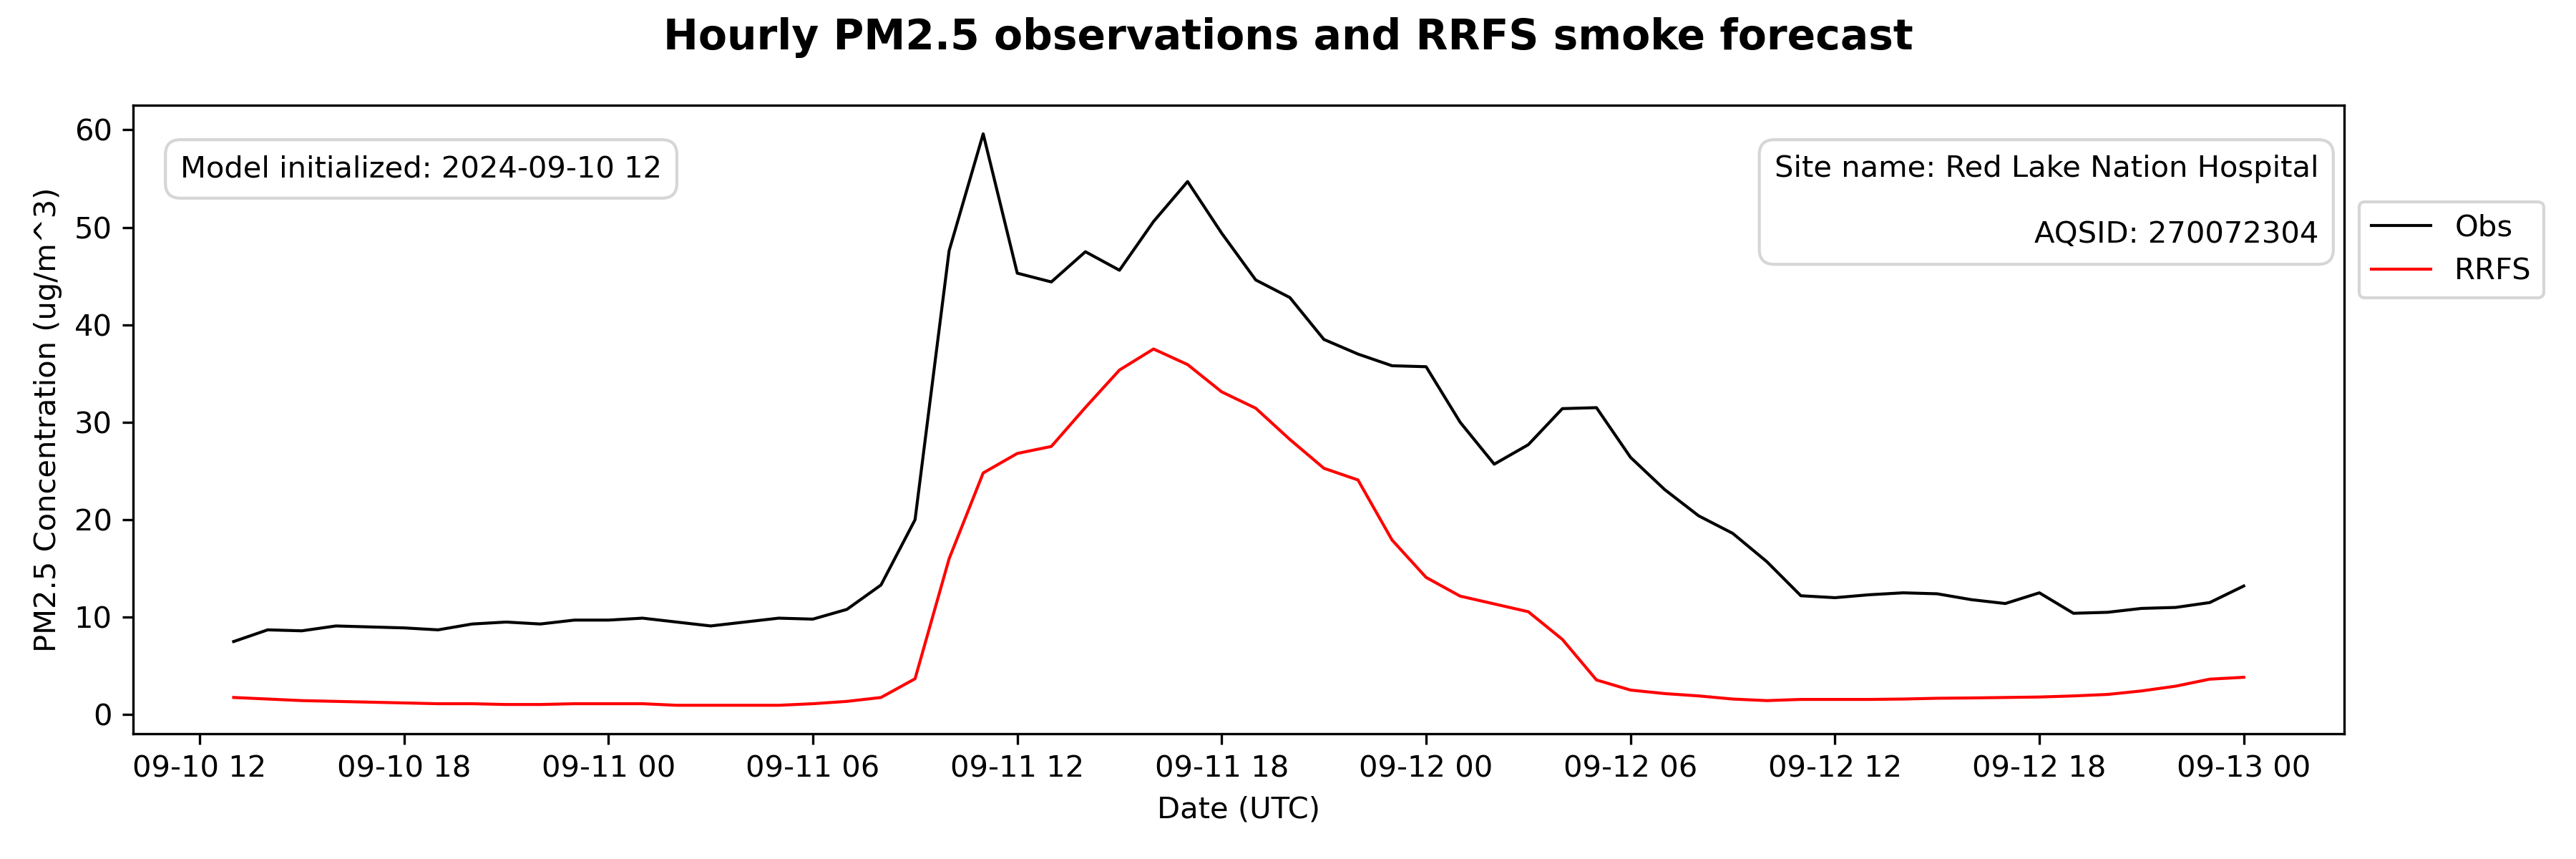 Hourly PM2.5 observations and RRFS smoke forecast
Model initialized: 2024-09-10 12
Site name: Red Lake Nation Hospital
AQSID: 270072304
Obs
RRFS
PM2.5 Concentration (ug/m^3)
60
50
40
30
20
10
0
09-10 12 09-10 18 09-11 00 09-11 06 09-11 12 09-11 18 09-12 00 09-12 06 09-12 12 09-12 18 09-13 00
Date (UTC)